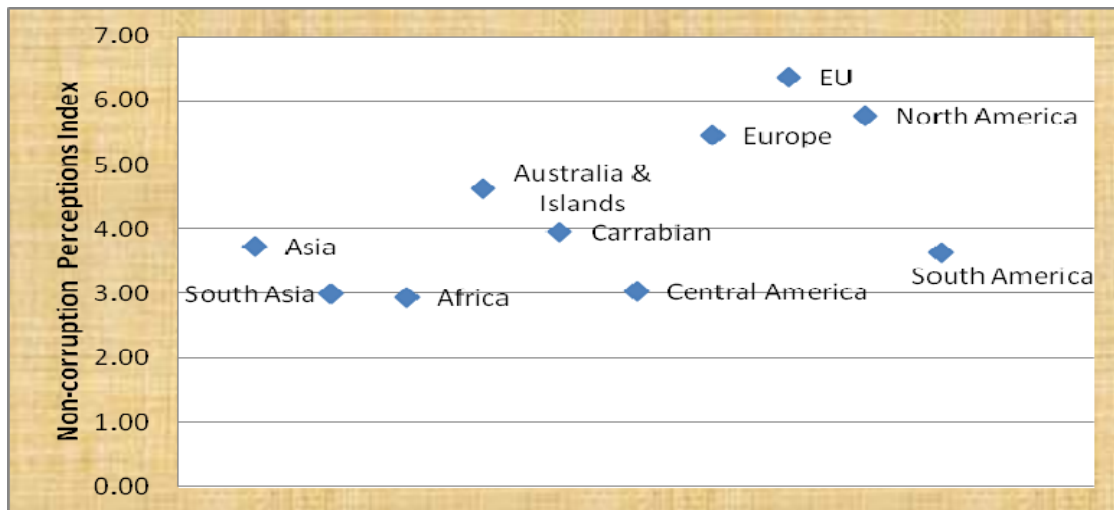 Non-corruption Perceptions Index
7.00
6.00
5.00
4.00
3.00
2.00
1.00
0.00
EU
North America
Europe
Australia &
Islands
Carrabian
Asia
South America
South Asia
Africa
Central America